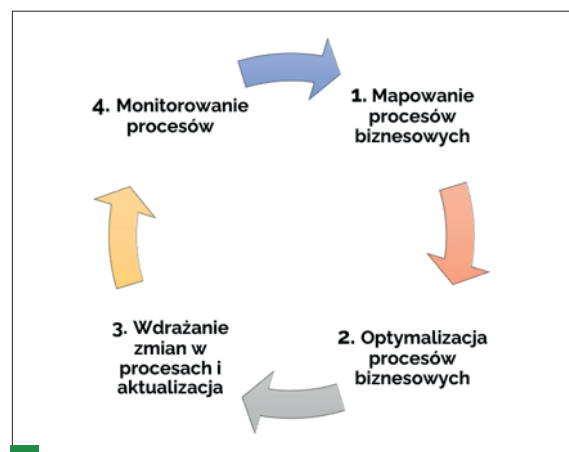 1. Mapowanie
procesów
biznesowych
2. Optymalizacja
procesów
biznesowych
3. Wdrażanie
zmian w
procesach i
aktualizacja
4. Monitorowanie
procesów